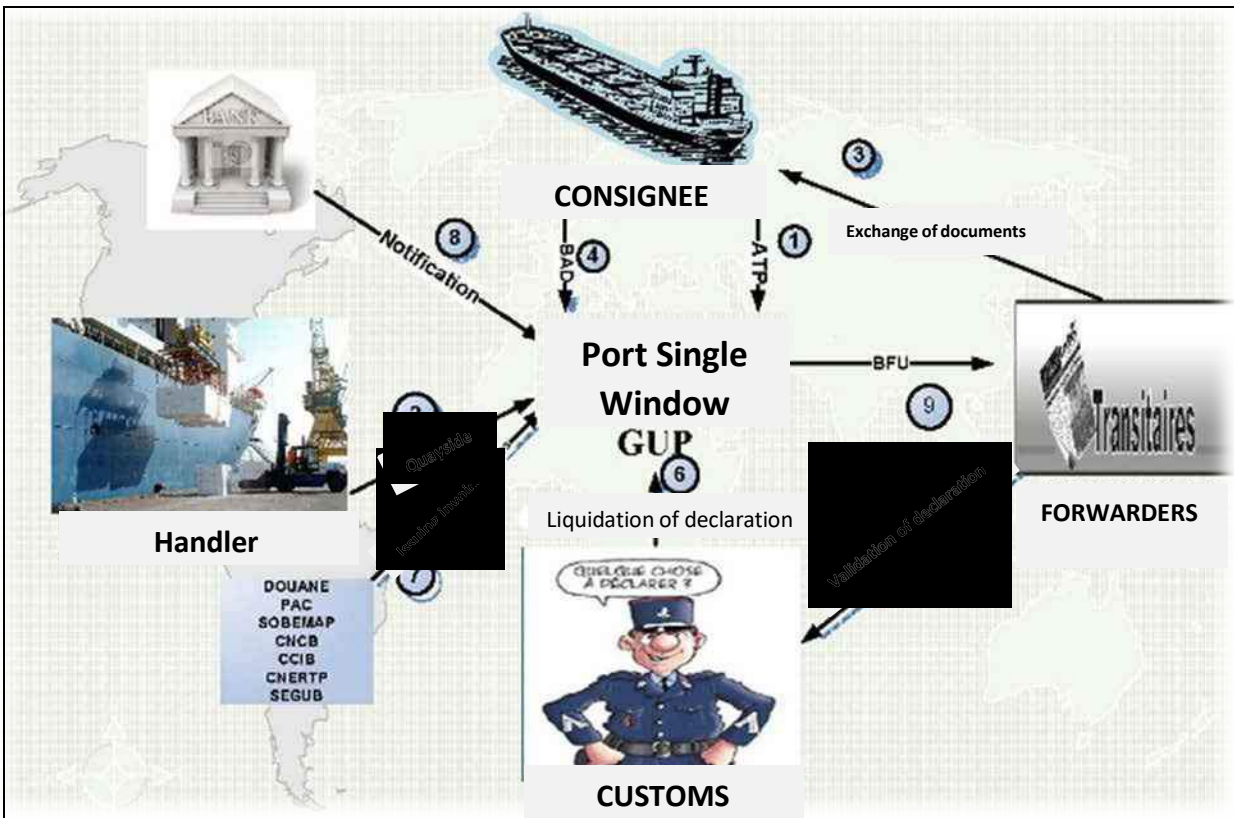 BANK
CONSIGNEE
3
Exchange of documents
8
Notification
BAD
4
ATP
1
Port Single
Window
GUP
BFU
9
Transitaires
FORWARDERS
Quayside
6
Liquidation of declaration
Validation of declaration
Handler
7
DOUANE
PAC
SOBEMAP
CNCB
CCIB
CNERTP
SEGUB
QUELQUE CHOSE
À DÉCLARER ?
CUSTOMS